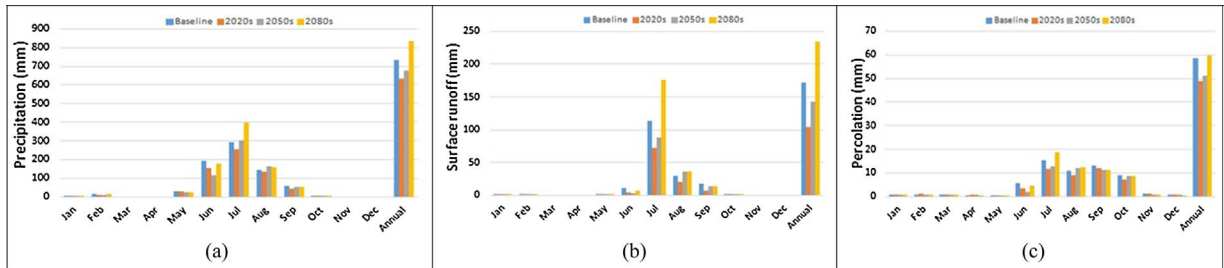 Baseline 2020s 2050s 2080s
900
800
700
600
500
400
300
200
100
0
Precipitation (mm)
Jan Feb Mar Apr May Jun Jul Aug Sep Oct Nov Dec Annual
(a)
Baseline 2020s 2050s 2080s
250
200
150
100
50
0
Surface runoff (mm)
Jan Feb Mar Apr May Jun Jul Aug Sep Oct Nov Dec Annual
(b)
Baseline 2020s 2050s 2080s
70
60
50
40
30
20
10
0
Percolation (mm)
Jan Feb Mar Apr May Jun Jul Aug Sep Oct Nov Dec Annual
(c)